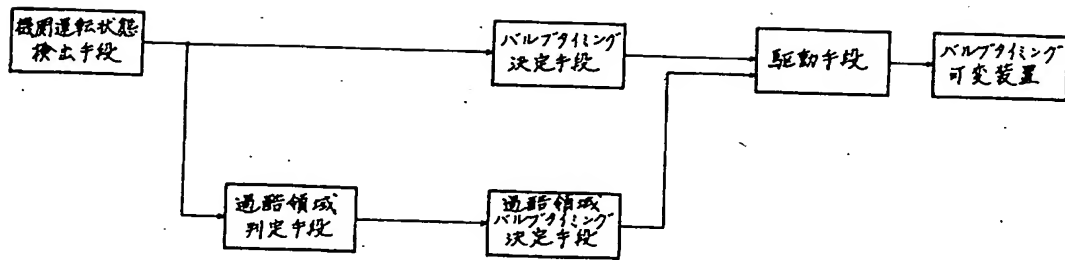 機関運転状態
検出手段
バルブタイミング
決定手段
駆動手段
バルブタイミング
可変装置
過酷領域
判定手段
過酷領域
バルブタイミング
決定手段